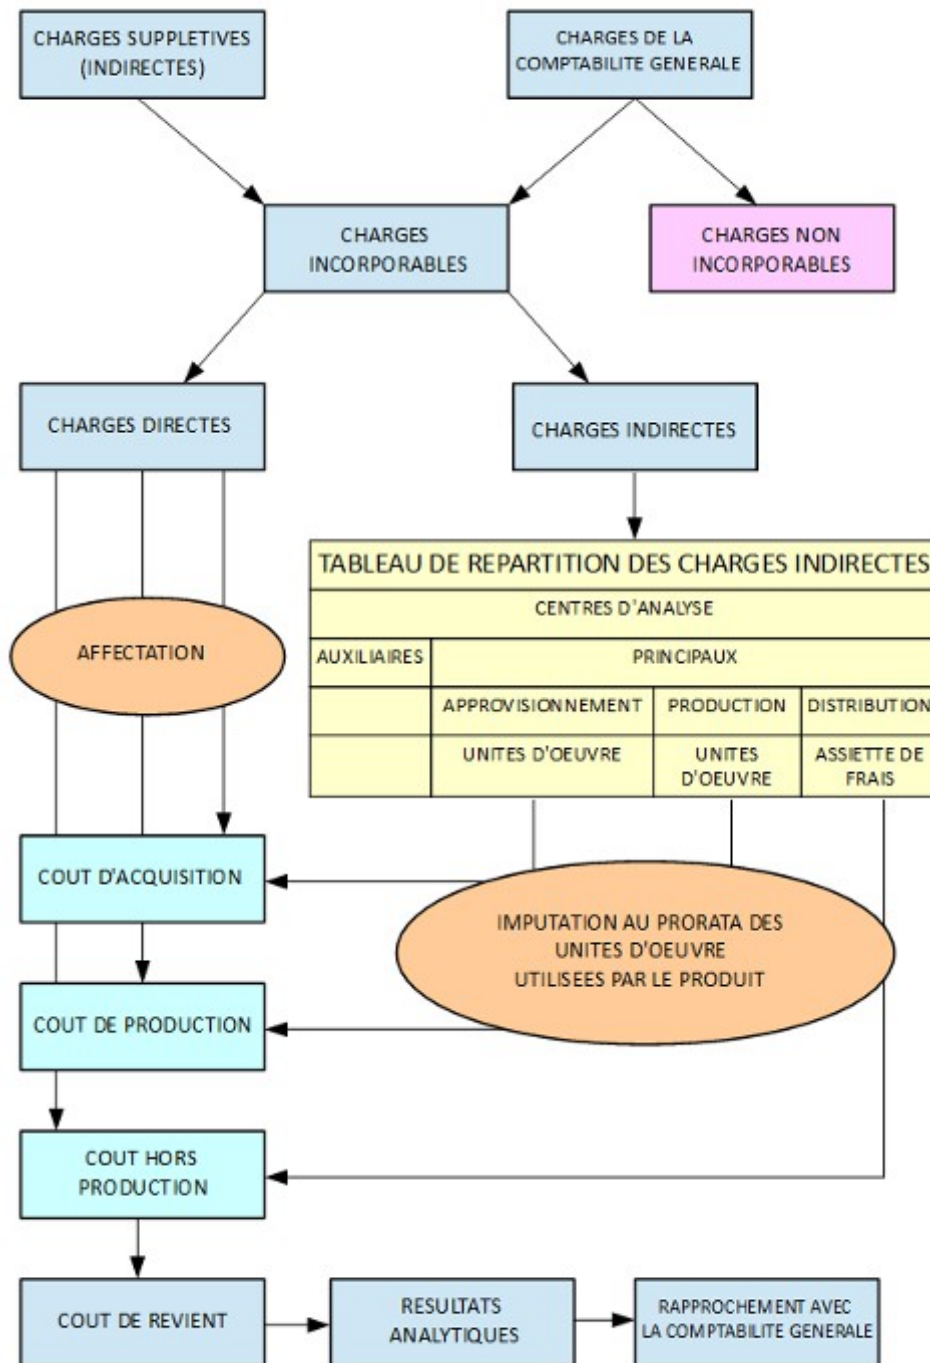 CHARGES SUPPLETIVES
(INDIRECTES)
CHARGES DE LA
COMPTABILITE GENERALE
CHARGES
INCORPORABLES
CHARGES NON
INCORPORABLES
CHARGES DIRECTES
CHARGES INDIRECTES
TABLEAU DE REPARTITION DES CHARGES INDIRECTES
CENTRES D'ANALYSE
AUXILIAIRES
PRINCIPAUX
APPROVISIONNEMENT
PRODUCTION
DISTRIBUTION
UNITES D'OEUVRE
UNITES
D'OEUVRE
ASSIETTE DE
FRAIS
AFFECTATION
COUT D'ACQUISITION
IMPUTATION AU PRORATA DES
UNITES D'OEUVRE
UTILISEES PAR LE PRODUIT
COUT DE PRODUCTION
COUT HORS
PRODUCTION
COUT DE REVIENT
RESULTATS
ANALYTIQUES
RAPPROCHEMENT AVEC
LA COMPTABILITE GENERALE